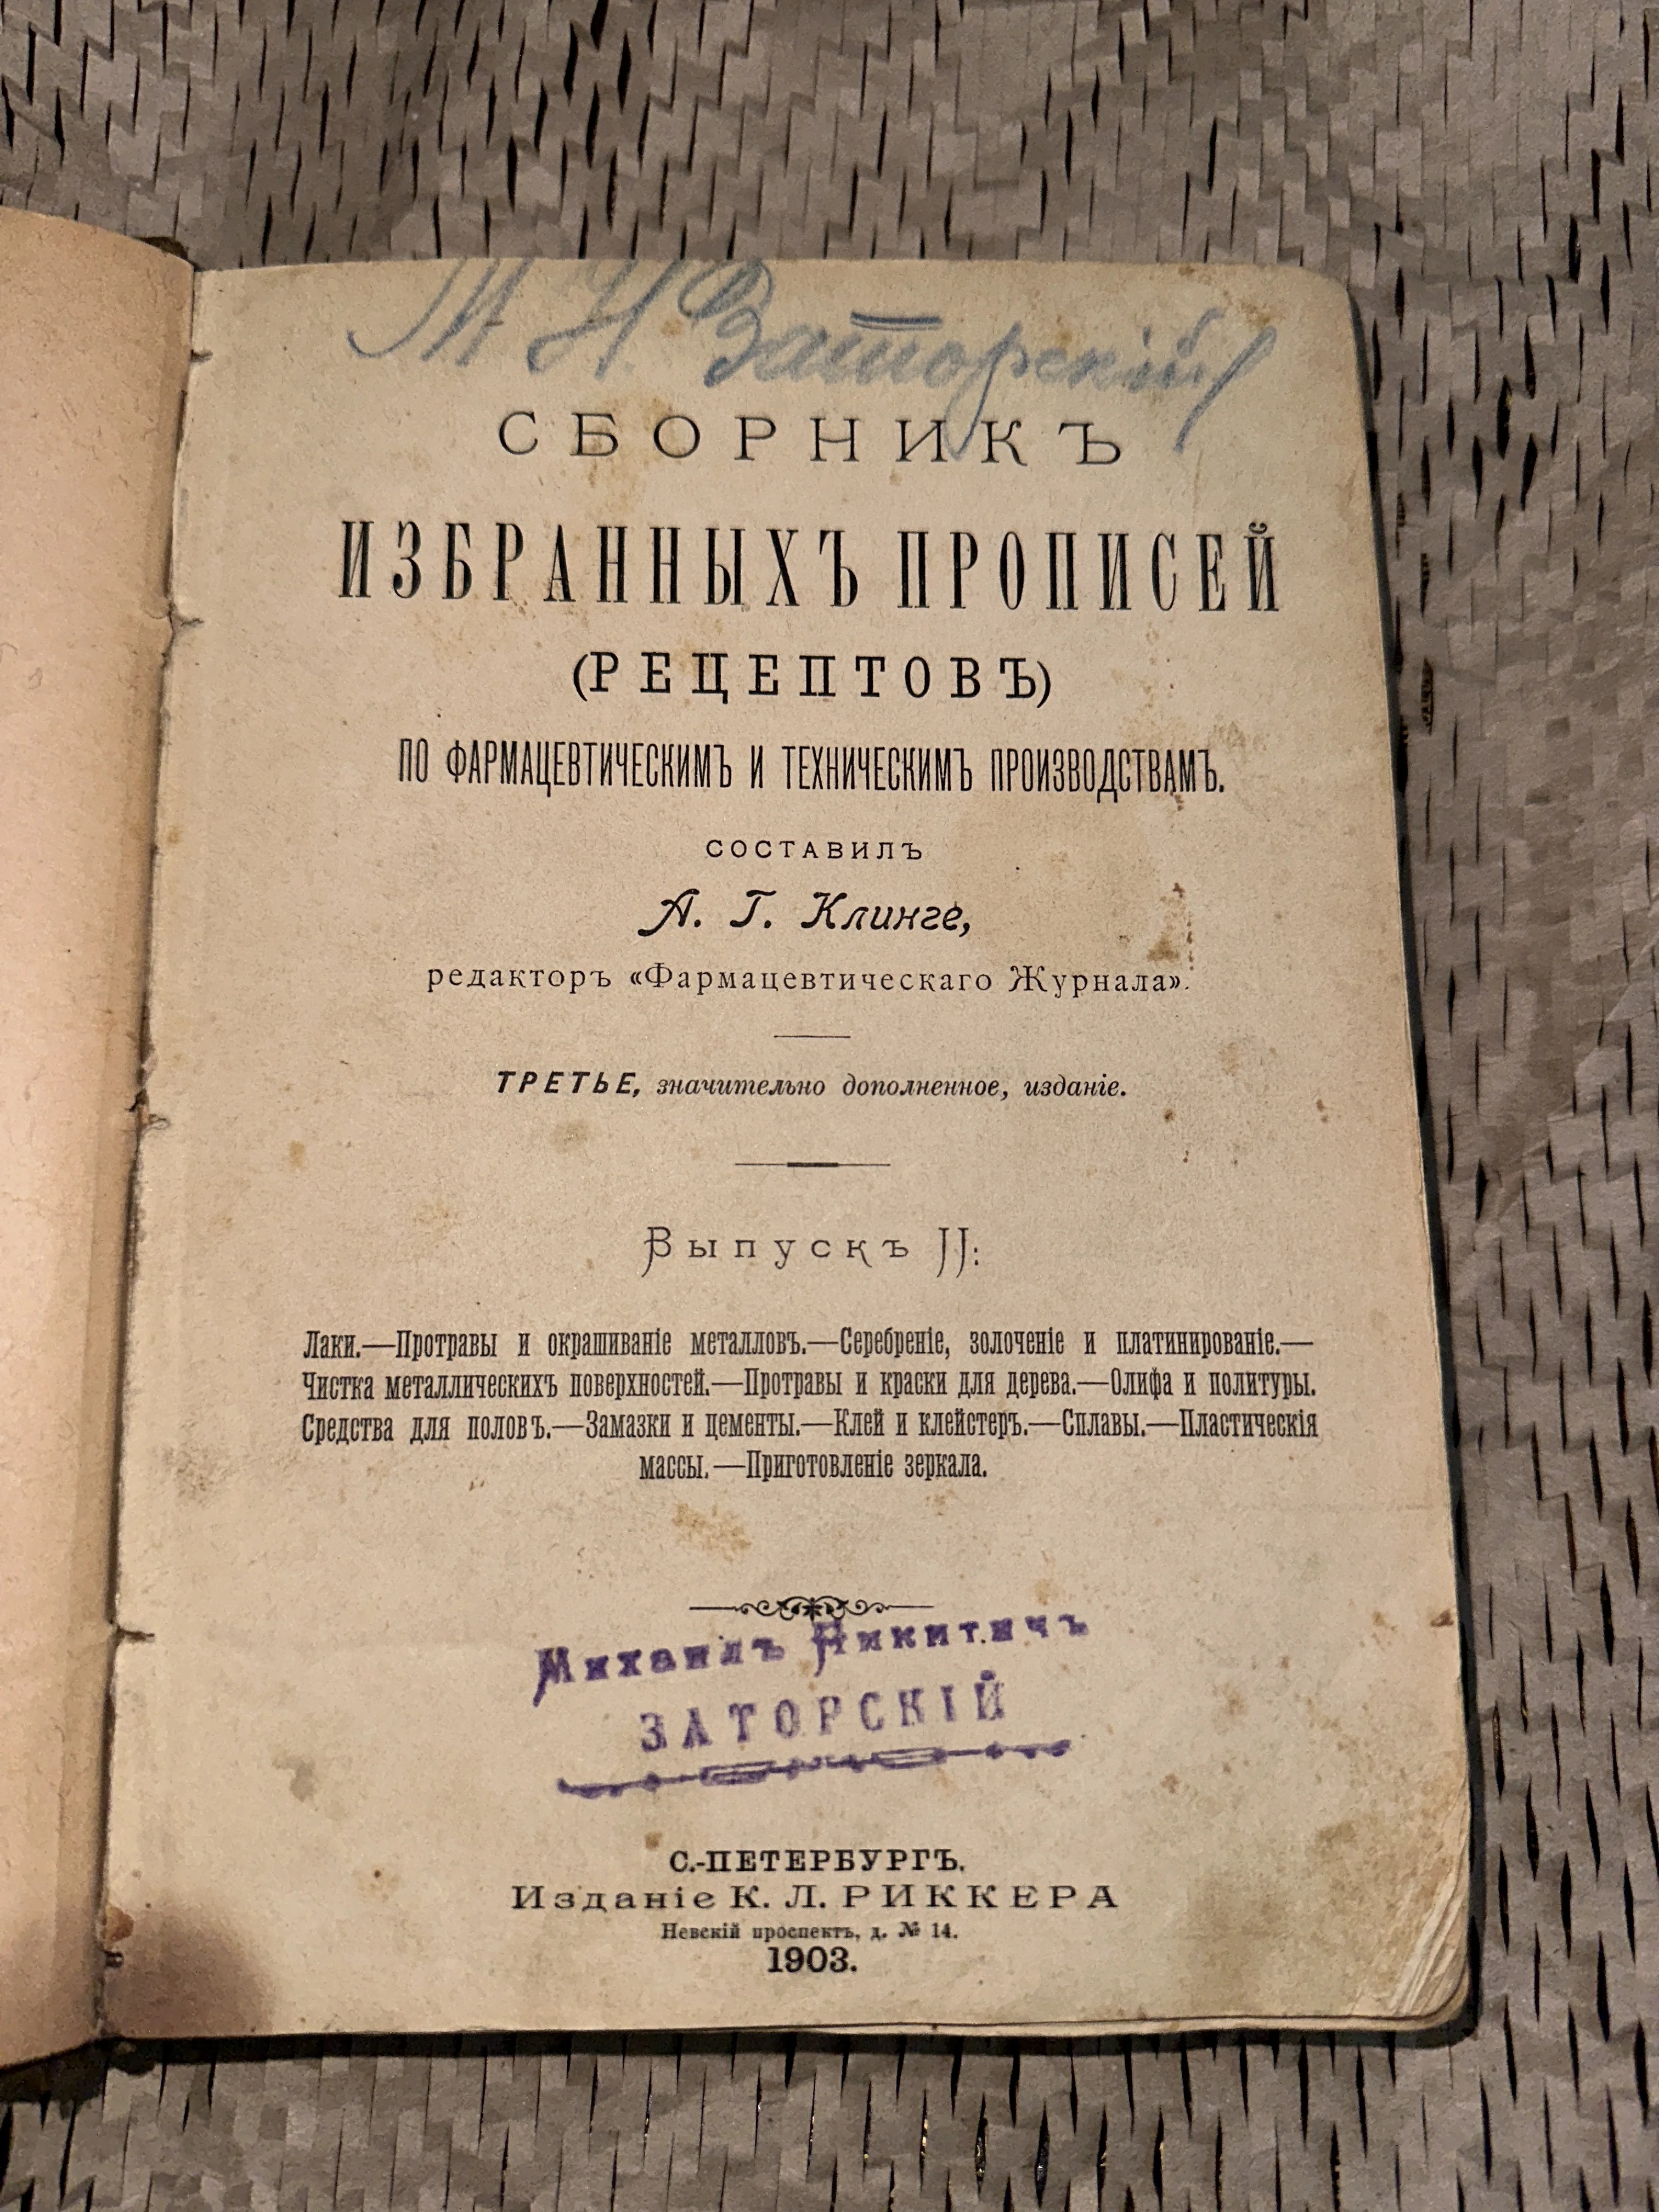 М Н. Заторскій
СБОРНИКЪ
ИЗБРАННЫХЪ ПРОПИСЕЙ
(РЕЦЕПТОВЪ)
ПО ФАРМАЦЕВТИЧЕСКИМЪ И ТЕХНИЧЕСКИМЪ ПРОИЗВОДСТВАМЪ.
СОСТАВИЛЪ
А. Г. Клинге,
редакторъ «Фармацевтическаго Журнала».
ТРЕТЬЕ, значительно дополненное, изданіе.
Выпускъ II:
Лаки.—Протравы и окрашиваніе металловъ.—Серебреніе, золоченіе и платинированіе.—
Чистка металлическихъ поверхностей.—Протравы и краски для дерева.—Олифа и политуры.
Средства для половъ.—Замазки и цементы.—Клей и клейстеръ.—Сплавы.—Пластическія
массы.—Приготовленіе зеркала.
Михаилъ Никитичъ
ЗАТОРСКІЙ
С.-ПЕТЕРБУРГЪ.
Изданіе К. Л. РИККЕРА
Невскій проспектъ, д. № 14.
1903.